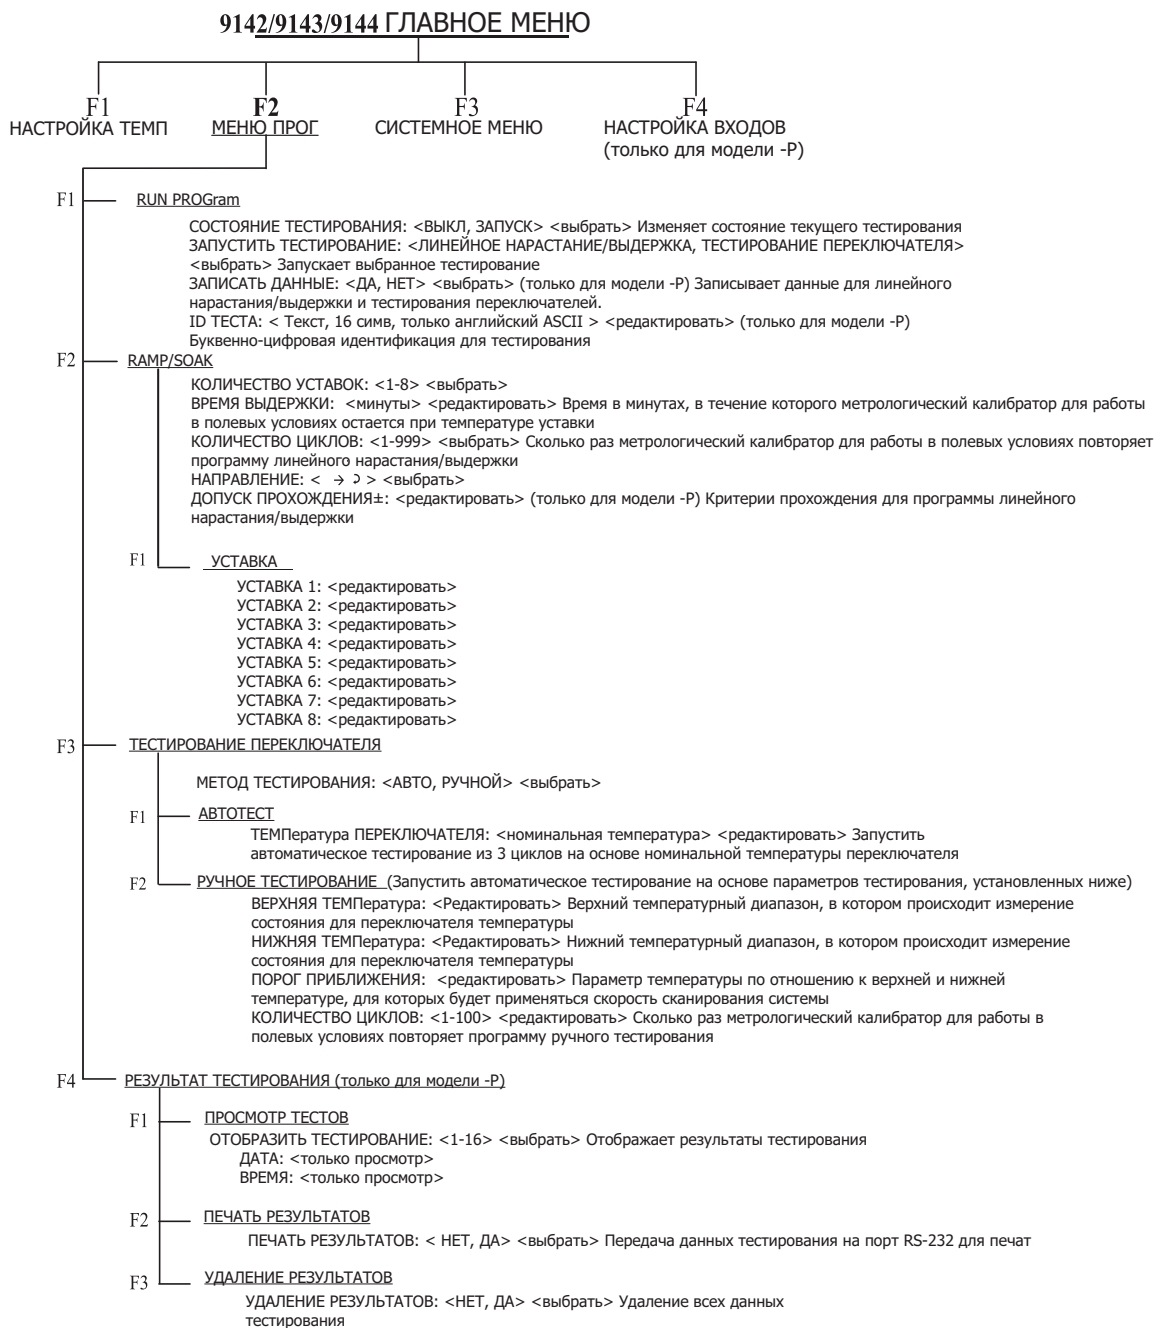 9142/9143/9144 ГЛАВНОЕ МЕНЮ
F1
НАСТРОЙКА ТЕМП
F2
МЕНЮ ПРОГ
F3
СИСТЕМНОЕ МЕНЮ
F4
НАСТРОЙКА ВХОДОВ
(только для модели -P)
F1
RUN PROGram
СОСТОЯНИЕ ТЕСТИРОВАНИЯ: <ВЫКЛ, ЗАПУСК> <выбрать> Изменяет состояние текущего тестирования
ЗАПУСТИТЬ ТЕСТИРОВАНИЕ: <ЛИНЕЙНОЕ НАРАСТАНИЕ/ВЫДЕРЖКА, ТЕСТИРОВАНИЕ ПЕРЕКЛЮЧАТЕЛЯ>
<выбрать> Запускает выбранное тестирование
ЗАПИСАТЬ ДАННЫЕ: <ДА, НЕТ> <выбрать> (только для модели -P) Записывает данные для линейного
нарастания/выдержки и тестирования переключателей.
ID ТЕСТА: < Текст, 16 симв, только английский ASCII > <редактировать> (только для модели -P)
Буквенно-цифровая идентификация для тестирования
F2
RAMP/SOAK
КОЛИЧЕСТВО УСТАВОК: <1-8> <выбрать>
ВРЕМЯ ВЫДЕРЖКИ: <минуты> <редактировать> Время в минутах, в течение которого метрологический калибратор для работы
в полевых условиях остается при температуре уставки
КОЛИЧЕСТВО ЦИКЛОВ: <1-999> <выбрать> Сколько раз метрологический калибратор для работы в полевых условиях повторяет
программу линейного нарастания/выдержки
НАПРАВЛЕНИЕ: < → ⊃ > <выбрать>
ДОПУСК ПРОХОЖДЕНИЯ±: <редактировать> (только для модели -P) Критерии прохождения для программы линейного
нарастания/выдержки
F1
УСТАВКА
УСТАВКА 1: <редактировать>
УСТАВКА 2: <редактировать>
УСТАВКА 3: <редактировать>
УСТАВКА 4: <редактировать>
УСТАВКА 5: <редактировать>
УСТАВКА 6: <редактировать>
УСТАВКА 7: <редактировать>
УСТАВКА 8: <редактировать>
F3
ТЕСТИРОВАНИЕ ПЕРЕКЛЮЧАТЕЛЯ
МЕТОД ТЕСТИРОВАНИЯ: <АВТО, РУЧНОЙ> <выбрать>
F1
АВТОТЕСТ
ТЕМПература ПЕРЕКЛЮЧАТЕЛЯ: <номинальная температура> <редактировать> Запустить
автоматическое тестирование из 3 циклов на основе номинальной температуры переключателя
F2
РУЧНОЕ ТЕСТИРОВАНИЕ (Запустить автоматическое тестирование на основе параметров тестирования, установленных ниже)
ВЕРХНЯЯ ТЕМПература: <Редактировать> Верхний температурный диапазон, в котором происходит измерение
состояния для переключателя температуры
НИЖНЯЯ ТЕМПература: <Редактировать> Нижний температурный диапазон, в котором происходит измерение
состояния для переключателя температуры
ПОРОГ ПРИБЛИЖЕНИЯ: <редактировать> Параметр температуры по отношению к верхней и нижней
температуре, для которых будет применяться скорость сканирования системы
КОЛИЧЕСТВО ЦИКЛОВ: <1-100> <редактировать> Сколько раз метрологический калибратор для работы в
полевых условиях повторяет программу ручного тестирования
F4
РЕЗУЛЬТАТ ТЕСТИРОВАНИЯ (только для модели -P)
F1
ПРОСМОТР ТЕСТОВ
ОТОБРАЗИТЬ ТЕСТИРОВАНИЕ: <1-16> <выбрать> Отображает результаты тестирования
ДАТА: <только просмотр>
ВРЕМЯ: <только просмотр>
F2
ПЕЧАТЬ РЕЗУЛЬТАТОВ
ПЕЧАТЬ РЕЗУЛЬТАТОВ: < НЕТ, ДА> <выбрать> Передача данных тестирования на порт RS-232 для печат
F3
УДАЛЕНИЕ РЕЗУЛЬТАТОВ
УДАЛЕНИЕ РЕЗУЛЬТАТОВ: <НЕТ, ДА> <выбрать> Удаление всех данных
тестирования